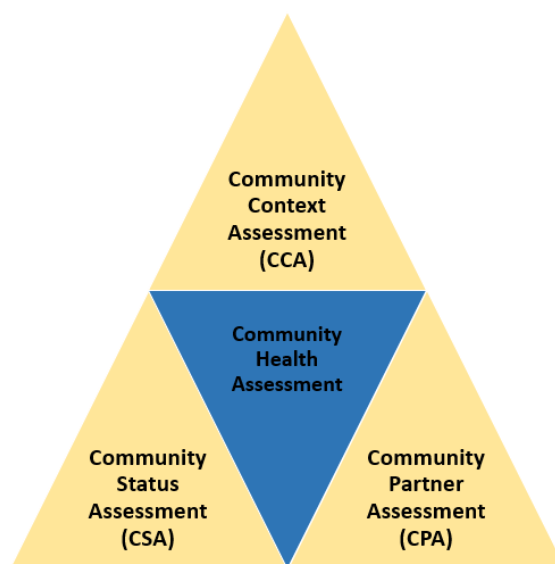 Community
Context
Assessment
(CCA)
Community
Health
Assessment
Community
Status
Assessment
(CSA)
Community
Partner
Assessment
(CPA)